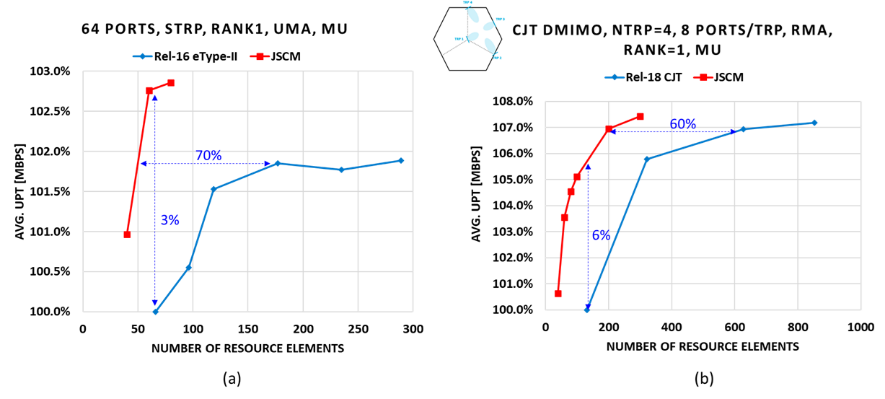 64 PORTS, STRP, RANK1, UMA, MU
Rel-16 eType-II JSCM
103.0%
102.5%
102.0%
101.5%
101.0%
100.5%
100.0%
AVG. UPT [MBPS]
70%
3%
0 50 100 150 200 250 300
NUMBER OF RESOURCE ELEMENTS
(a)
CJT DMIMO, NTRP=4, 8 PORTS/TRP, RMA,
RANK=1, MU
Rel-18 CJT JSCM
108.0%
107.0%
106.0%
105.0%
104.0%
103.0%
102.0%
101.0%
100.0%
AVG. UPT [MBPS]
60%
6%
0 200 400 600 800 1000
NUMBER OF RESOURCE ELEMENTS
(b)